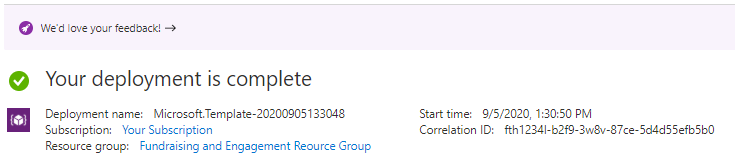 We'd love your feedback! →
Your deployment is complete
Deployment name: Microsoft.Template-20200905133048
Subscription: Your Subscription
Resource group: Fundraising and Engagement Reource Group
Start time: 9/5/2020, 1:30:50 PM
Correlation ID: fth1234l-b2f9-3w8v-87ce-5d4d55efb5b0